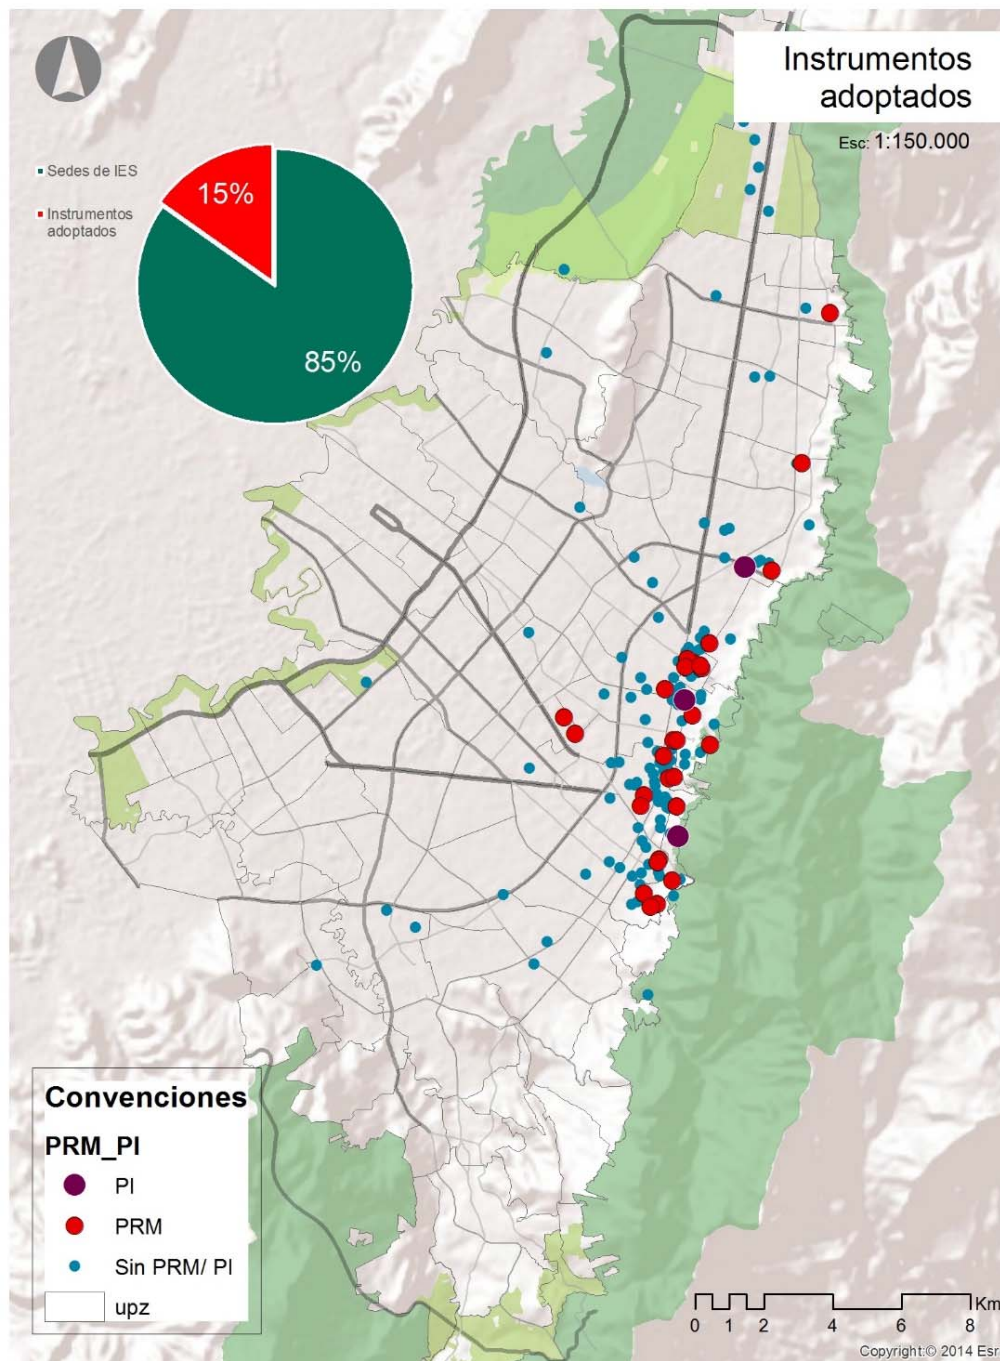 Instrumentos
adoptados
Esc: 1:150.000
Sedes de IES
Instrumentos
adoptados
15%
85%
Convenciones
PRM_PI
PI
PRM
Sin PRM/ PI
upz
Km
0 1 2 4 6 8
Copyright:© 2014 Esr